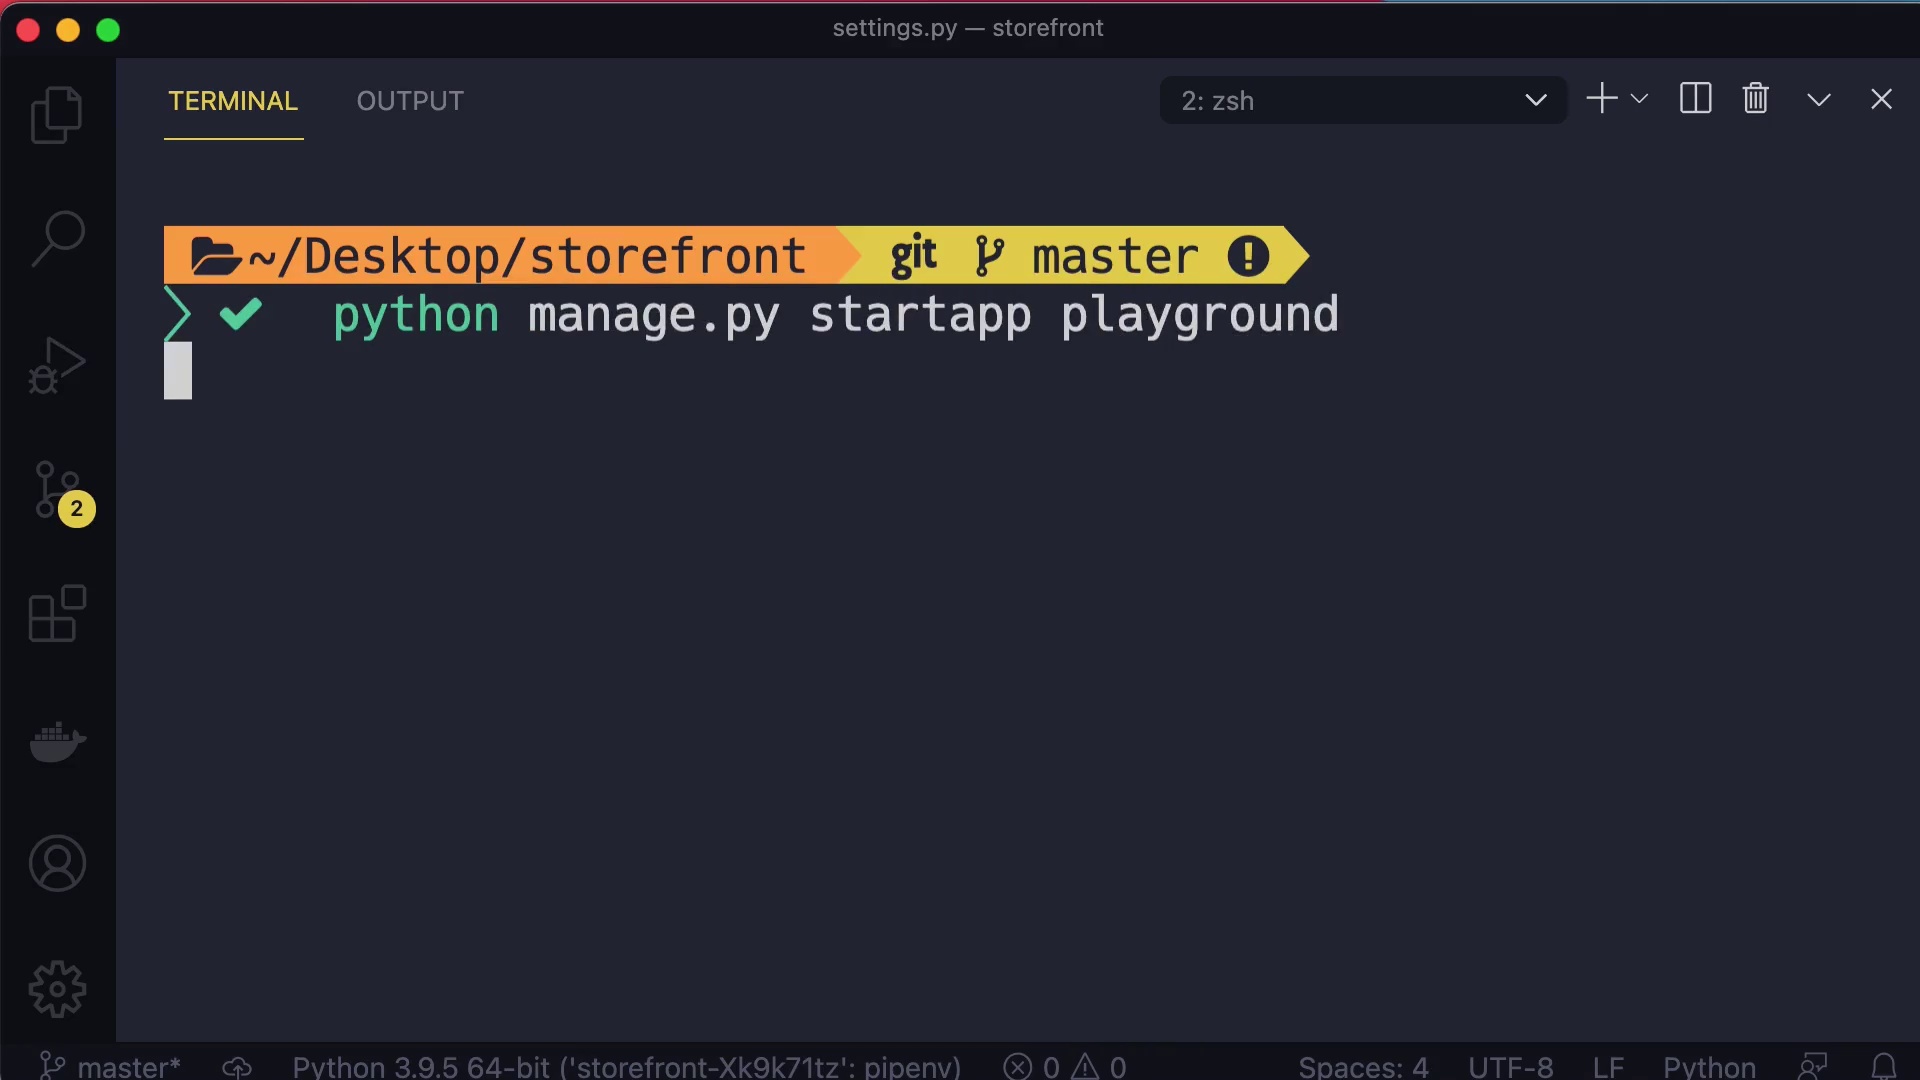 settings.py — storefront
TERMINAL OUTPUT 2: zsh
~/Desktop/storefront git master
python manage.py startapp playground
2
master* Python 3.9.5 64-bit ('storefront-Xk9k71tz': pipenv) 0 0 Spaces: 4 UTF-8 LF Python